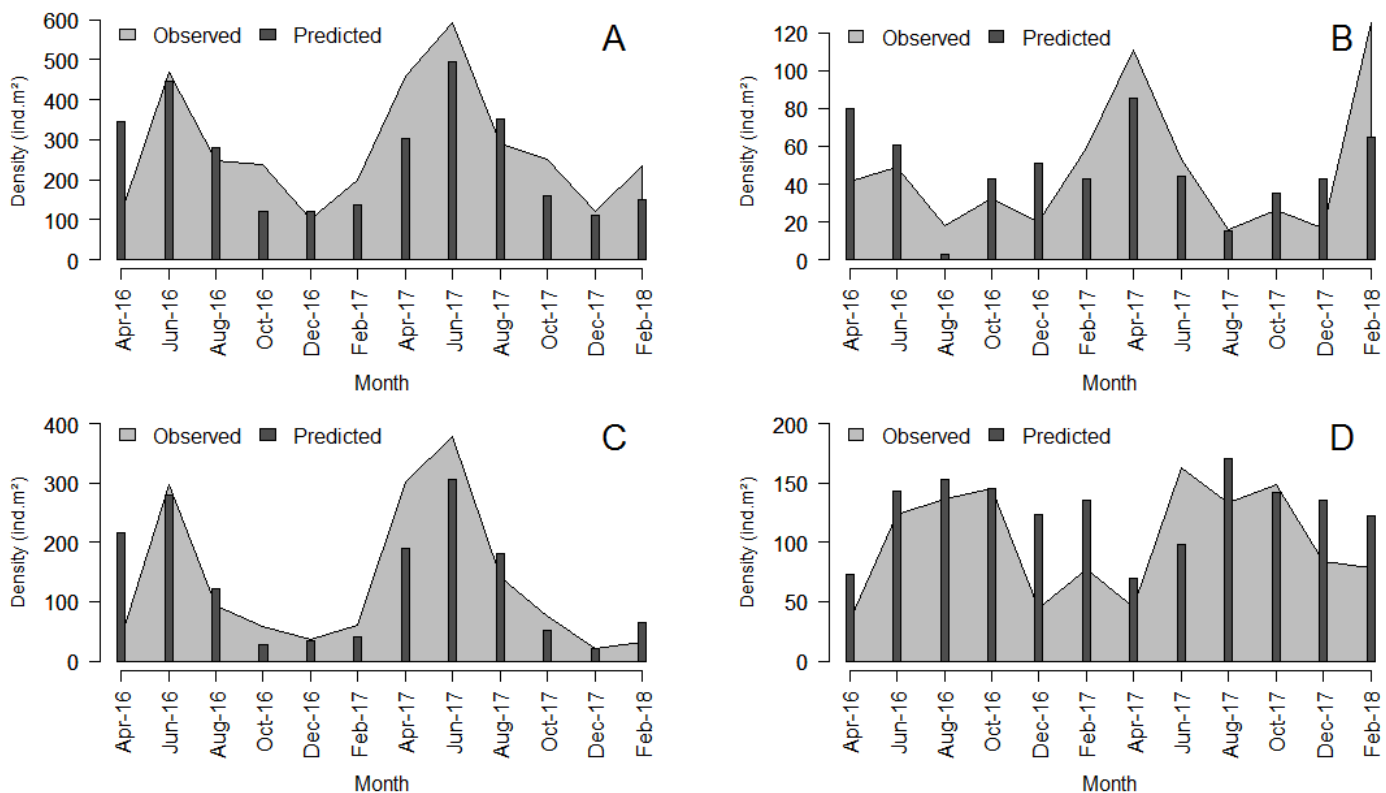 Observed Predicted A
Density (ind.m²)
600
500
400
300
200
100
0
Apr-16 Jun-16 Aug-16 Oct-16 Dec-16 Feb-17 Apr-17 Jun-17 Aug-17 Oct-17 Dec-17 Feb-18
Month
Observed Predicted B
Density (ind.m²)
120
100
80
60
40
20
0
Apr-16 Jun-16 Aug-16 Oct-16 Dec-16 Feb-17 Apr-17 Jun-17 Aug-17 Oct-17 Dec-17 Feb-18
Month
Observed Predicted C
Density (ind.m²)
400
300
200
100
0
Apr-16 Jun-16 Aug-16 Oct-16 Dec-16 Feb-17 Apr-17 Jun-17 Aug-17 Oct-17 Dec-17 Feb-18
Month
Observed Predicted D
Density (ind.m²)
200
150
100
50
0
Apr-16 Jun-16 Aug-16 Oct-16 Dec-16 Feb-17 Apr-17 Jun-17 Aug-17 Oct-17 Dec-17 Feb-18
Month